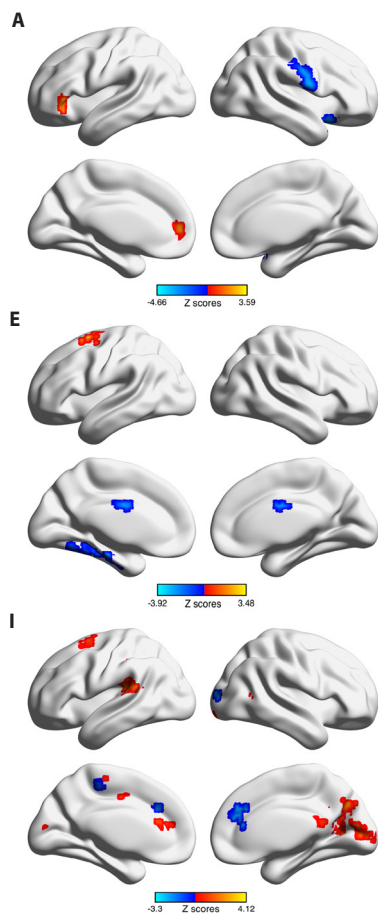 A
-4.66 3.59
Z scores
E
-3.92 3.48
Z scores
I
-3.3 4.12
Z scores